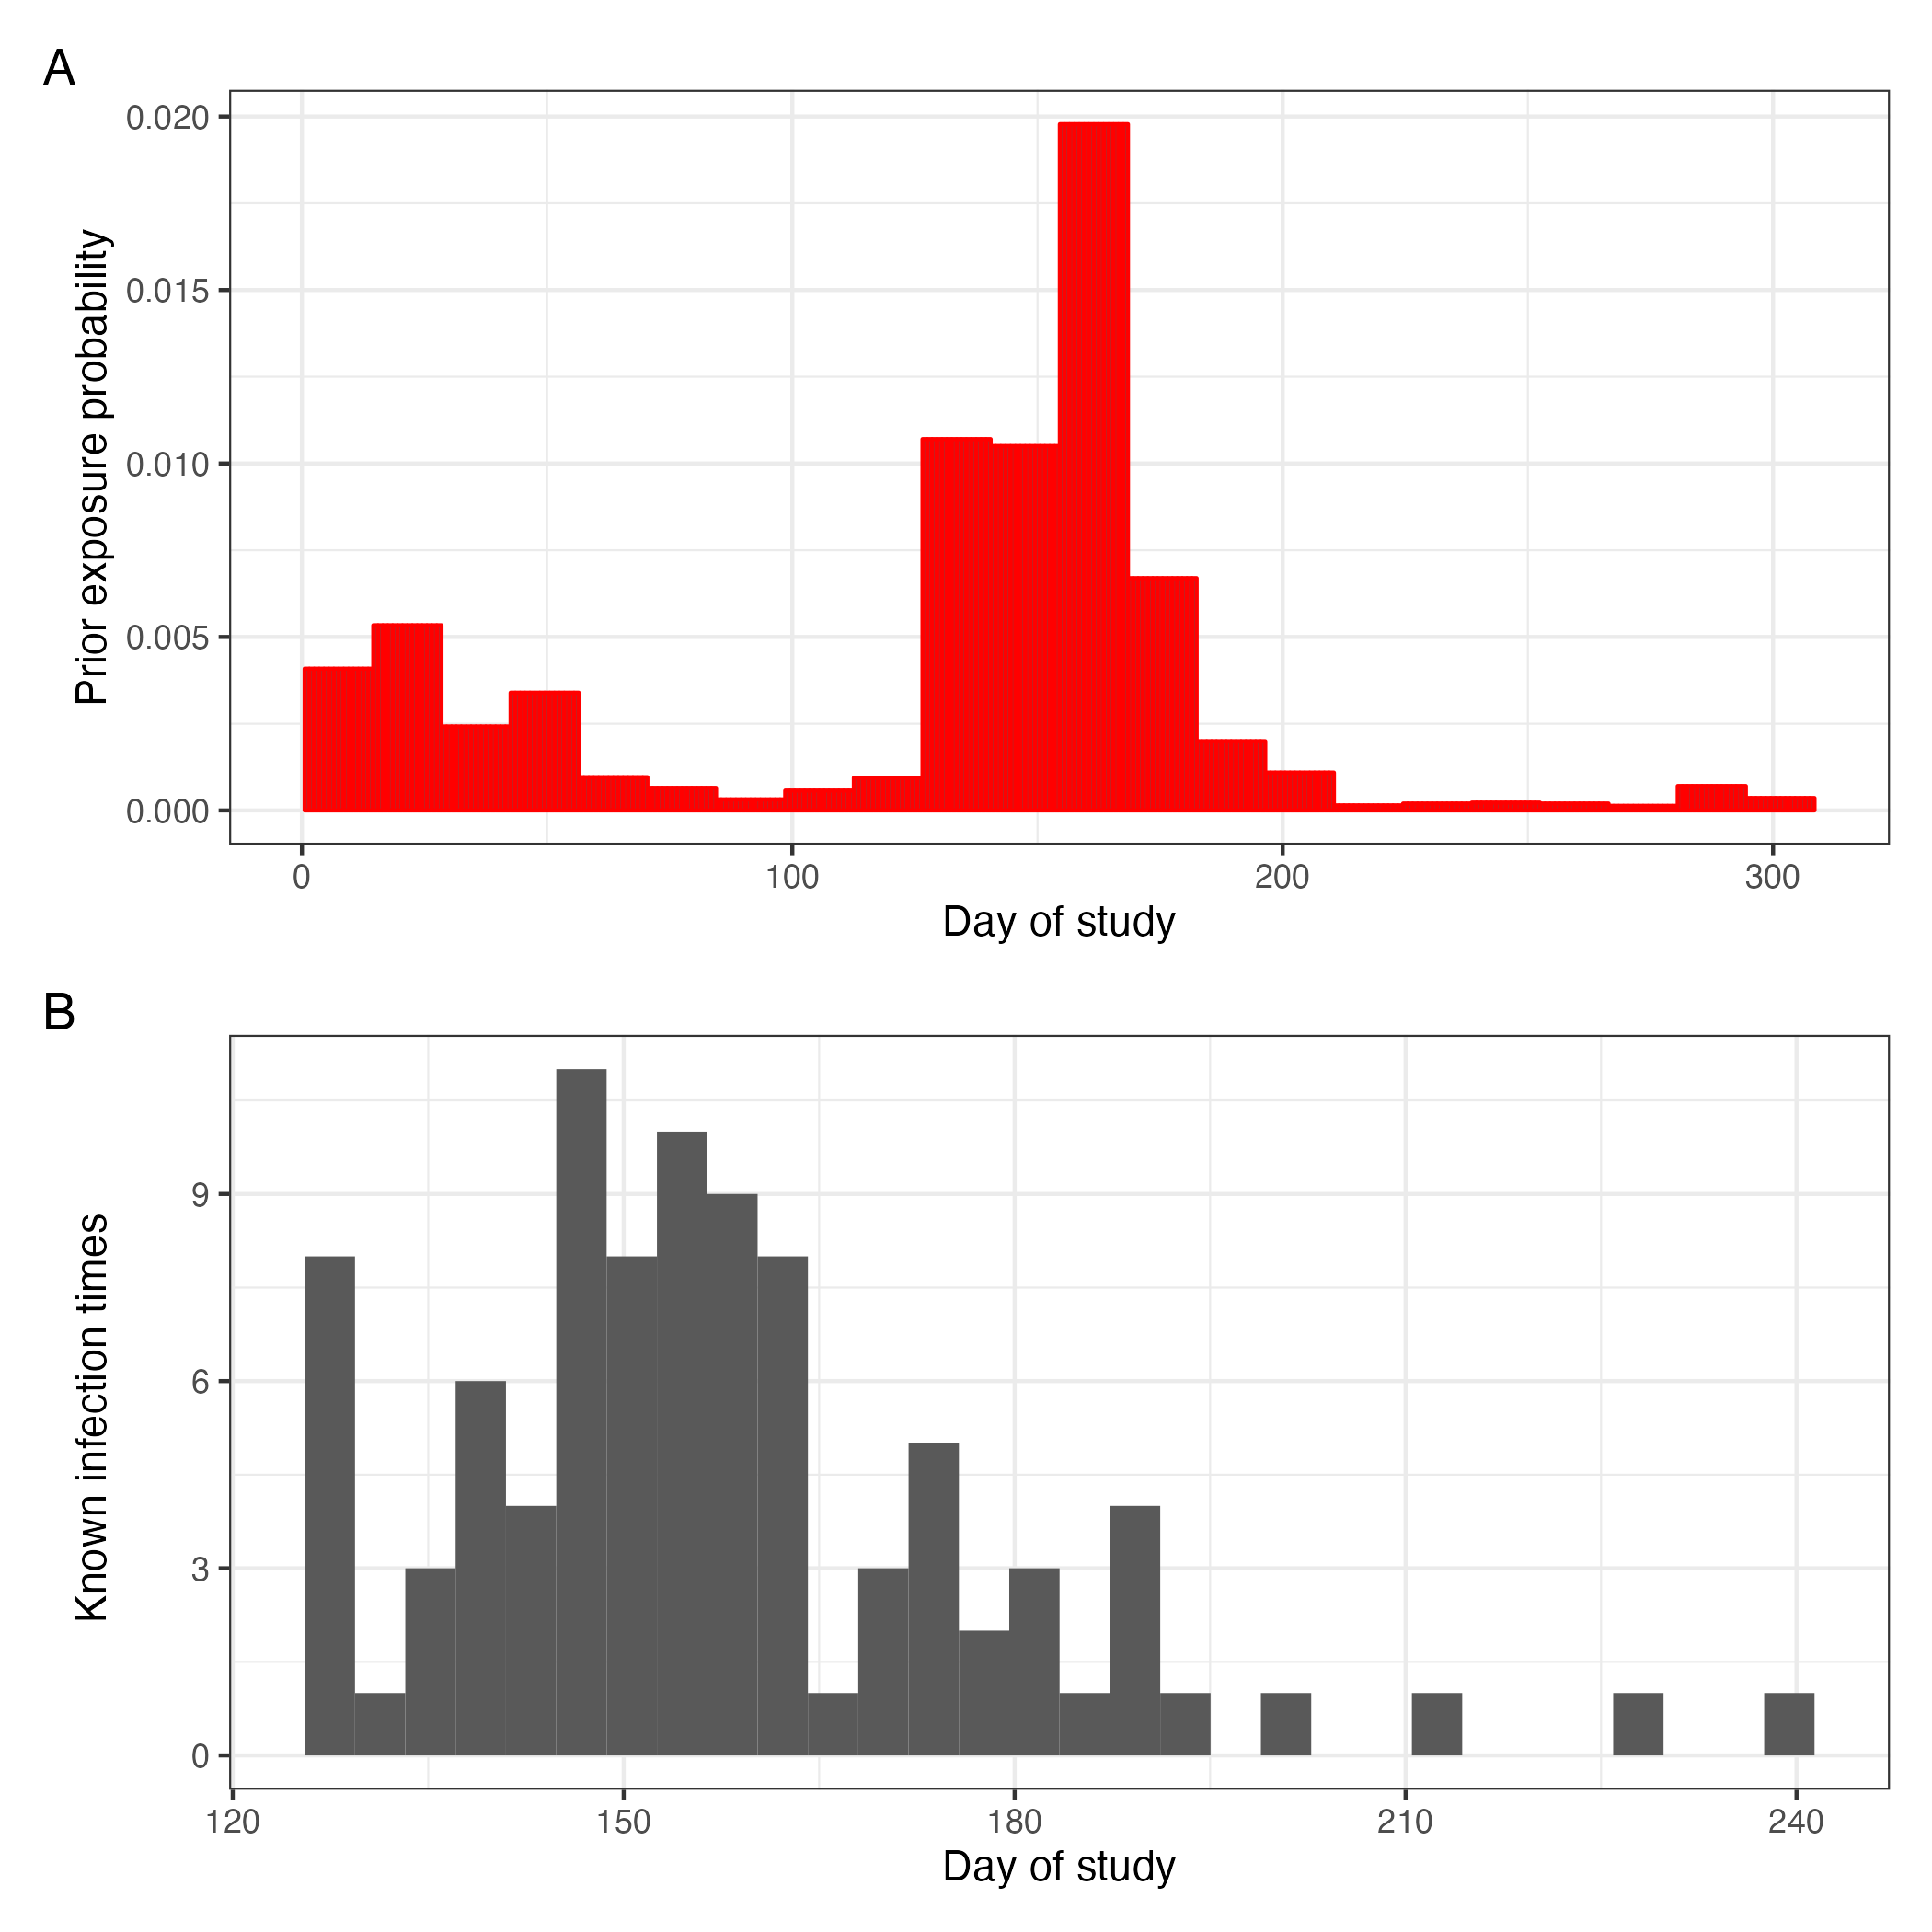 A
Prior exposure probability
0.020
0.015
0.010
0.005
0.000
0 100 200 300
Day of study
B
Known infection times
9
6
3
0
120 150 180 210 240
Day of study